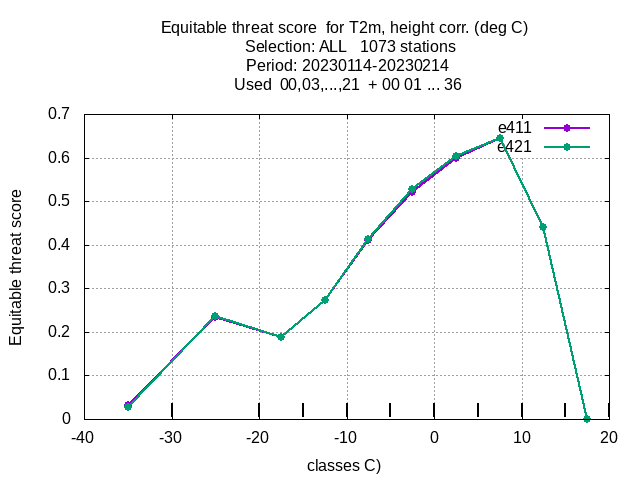 Equitable threat score  for T2m, height corr. (deg C)
Selection: ALL   1073 stations
Period: 20230114-20230214
Used  00,03,...,21  + 00 01 ... 36
e411
e421
Equitable threat score
0.7
0.6
0.5
0.4
0.3
0.2
0.1
0
-40 -30 -20 -10 0 10 20
classes C)